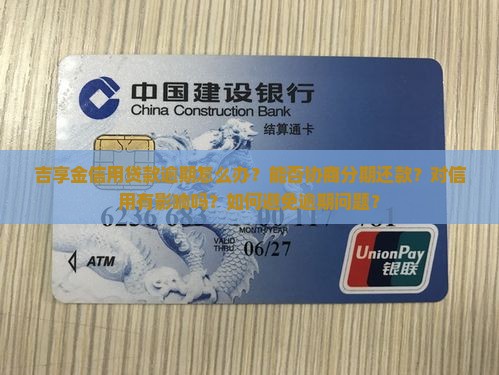 中国建设银行
China Construction Bank
结算通卡
吉享金信用贷款逾期怎么办？能否协商分期还款？对信
用有影响吗？如何避免逾期问题？
MONTH/YEAR
VALID
THRU
06/27
ATM
UnionPay
银联